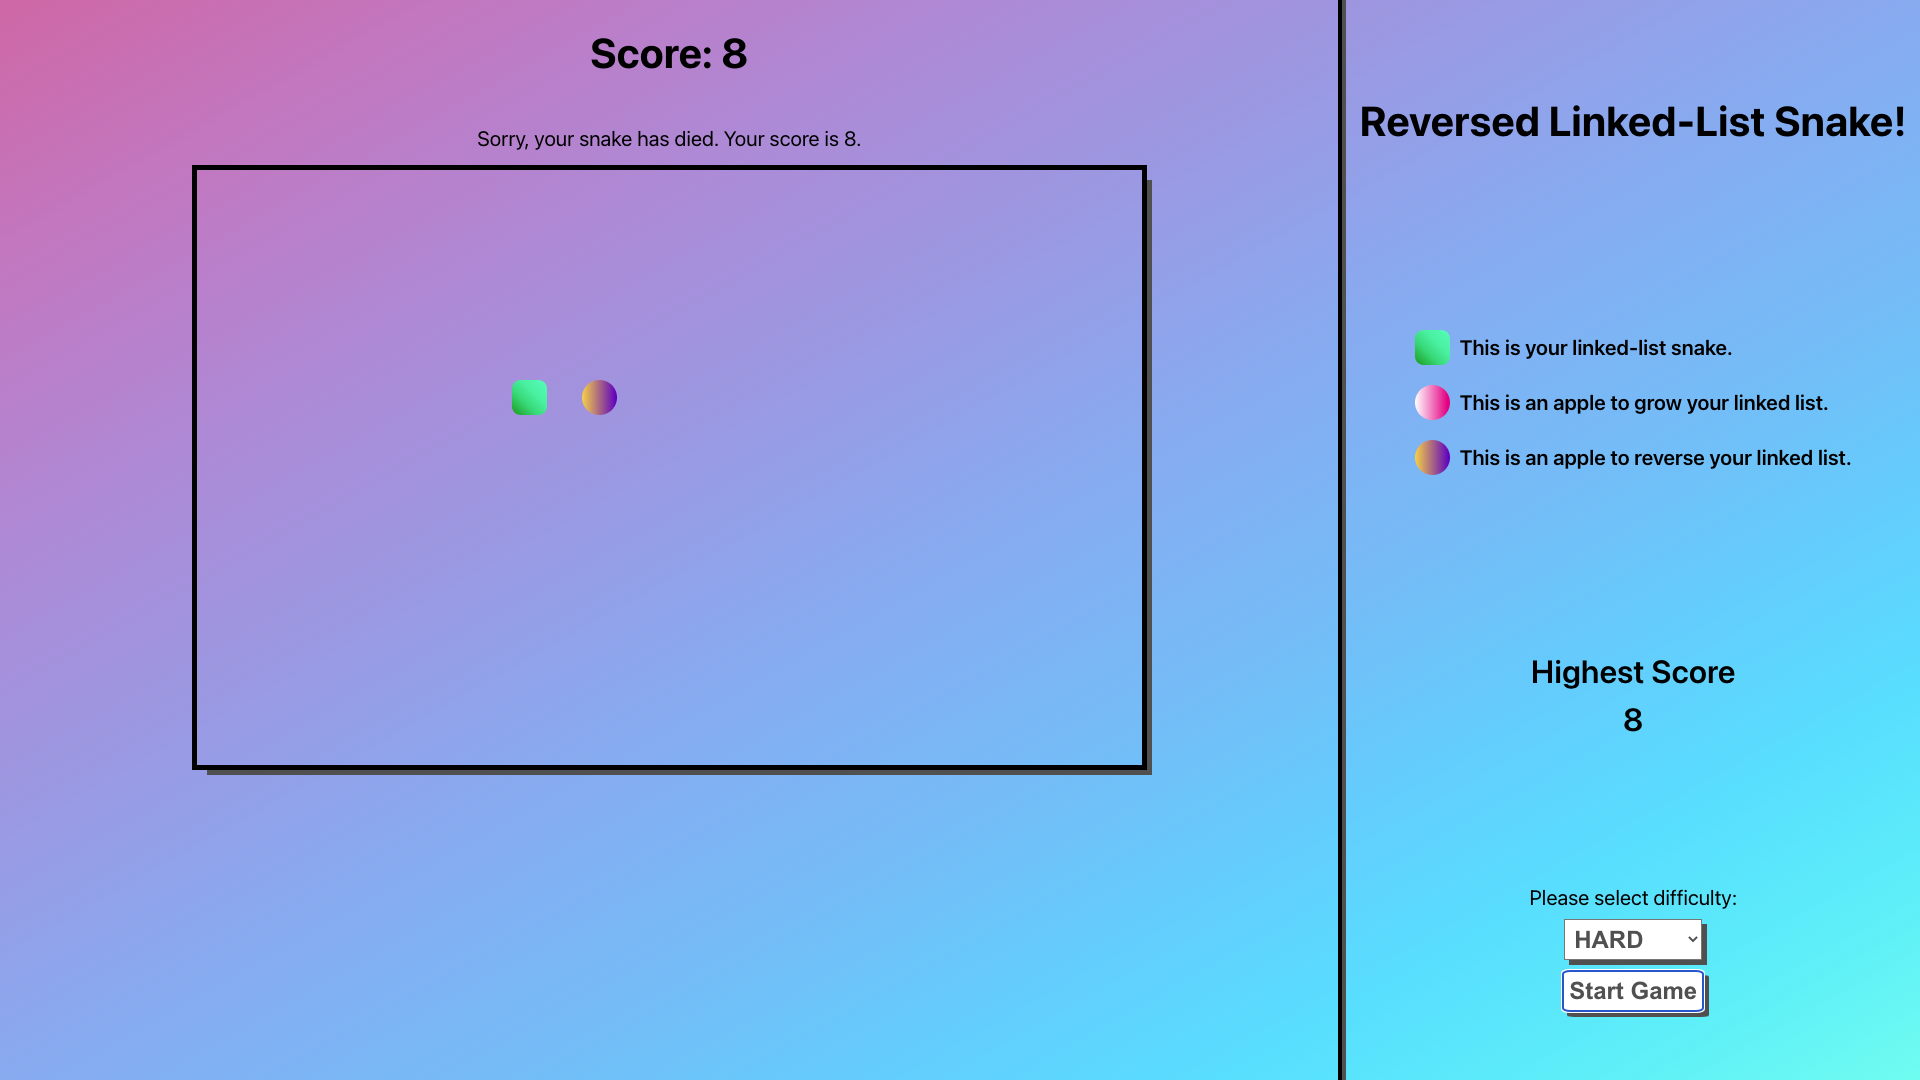 Score: 8
Sorry, your snake has died. Your score is 8.
Reversed Linked-List Snake!
This is your linked-list snake.
This is an apple to grow your linked list.
This is an apple to reverse your linked list.
Highest Score
8
Please select difficulty:
HARD
Start Game